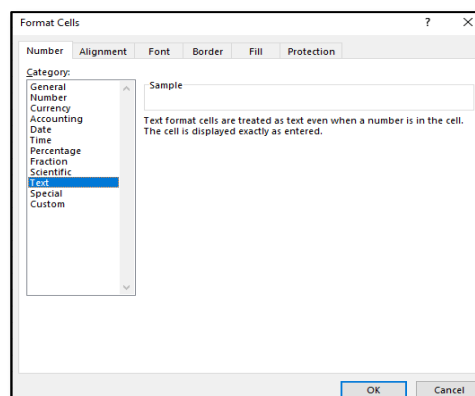 Format Cells ? ×
Number Alignment Font Border Fill Protection
Category:
General
Number
Currency
Accounting
Date
Time
Percentage
Fraction
Scientific
Text
Special
Custom
Sample
Text format cells are treated as text even when a number is in the cell.
The cell is displayed exactly as entered.
OK Cancel